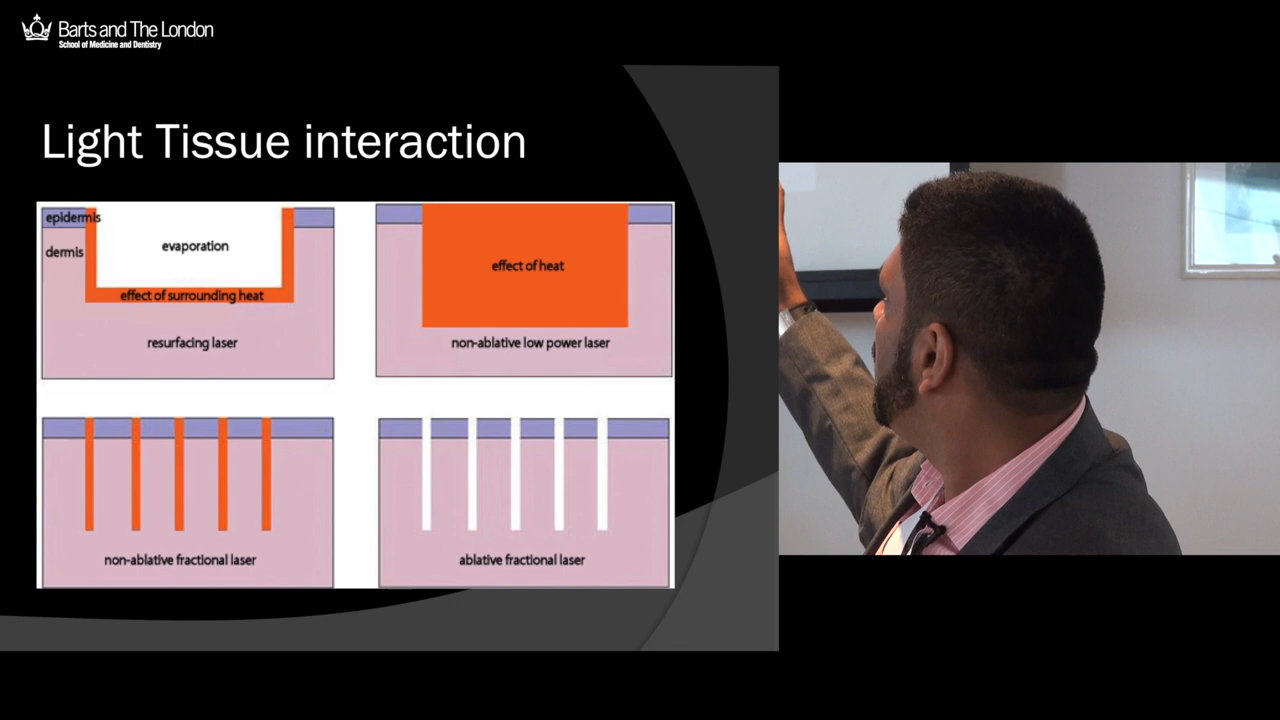 Barts and The London
School of Medicine and Dentistry
Light Tissue interaction
epidermis
dermis
evaporation
effect of surrounding heat
resurfacing laser
effect of heat
non-ablative low power laser
non-ablative fractional laser
ablative fractional laser